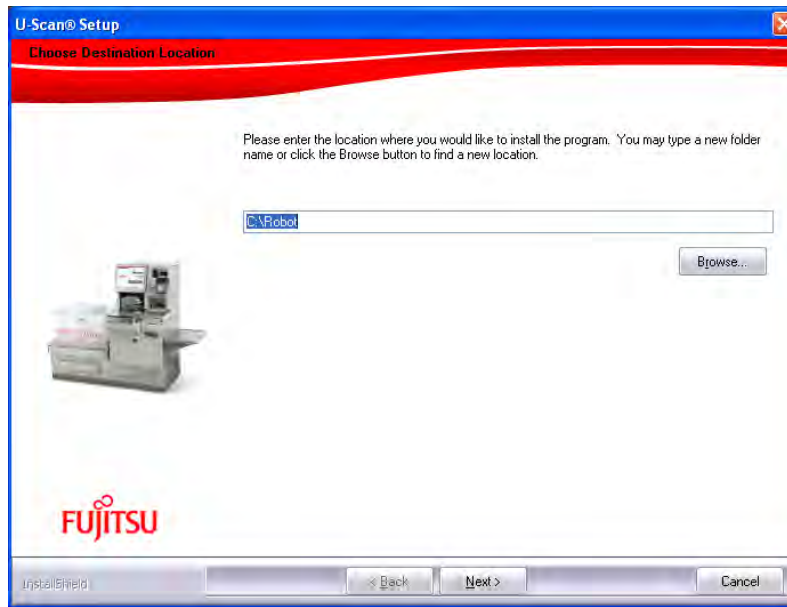 U-Scan® Setup
Choose Destination Location
Please enter the location where you would like to install the program. You may type a new folder
name or click the Browse button to find a new location.
C:\Robot
Browse...
FUJITSU
InstallShield
< Back
Next >
Cancel